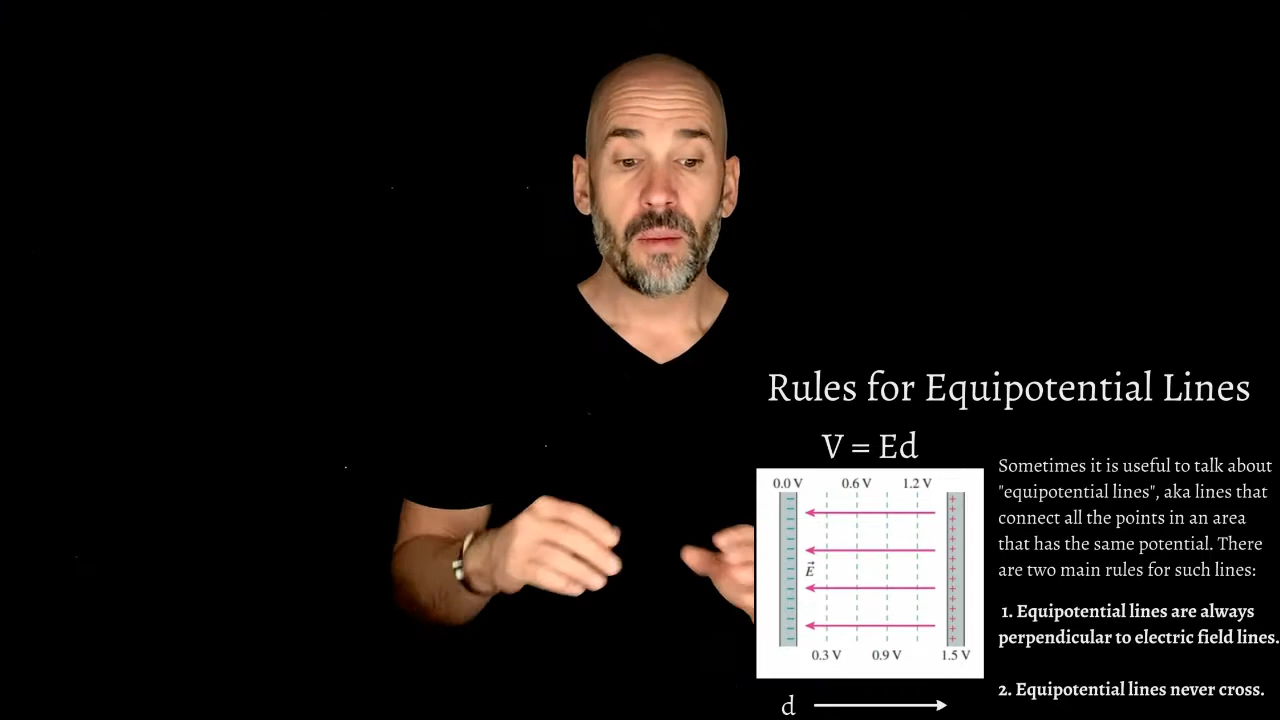 Rules for Equipotential Lines
V = Ed
0.0 V 0.6 V 1.2 V
E
0.3 V 0.9 V 1.5 V
d
Sometimes it is useful to talk about
"equipotential lines", aka lines that
connect all the points in an area
that has the same potential. There
are two main rules for such lines:
1. Equipotential lines are always
perpendicular to electric field lines.
2. Equipotential lines never cross.